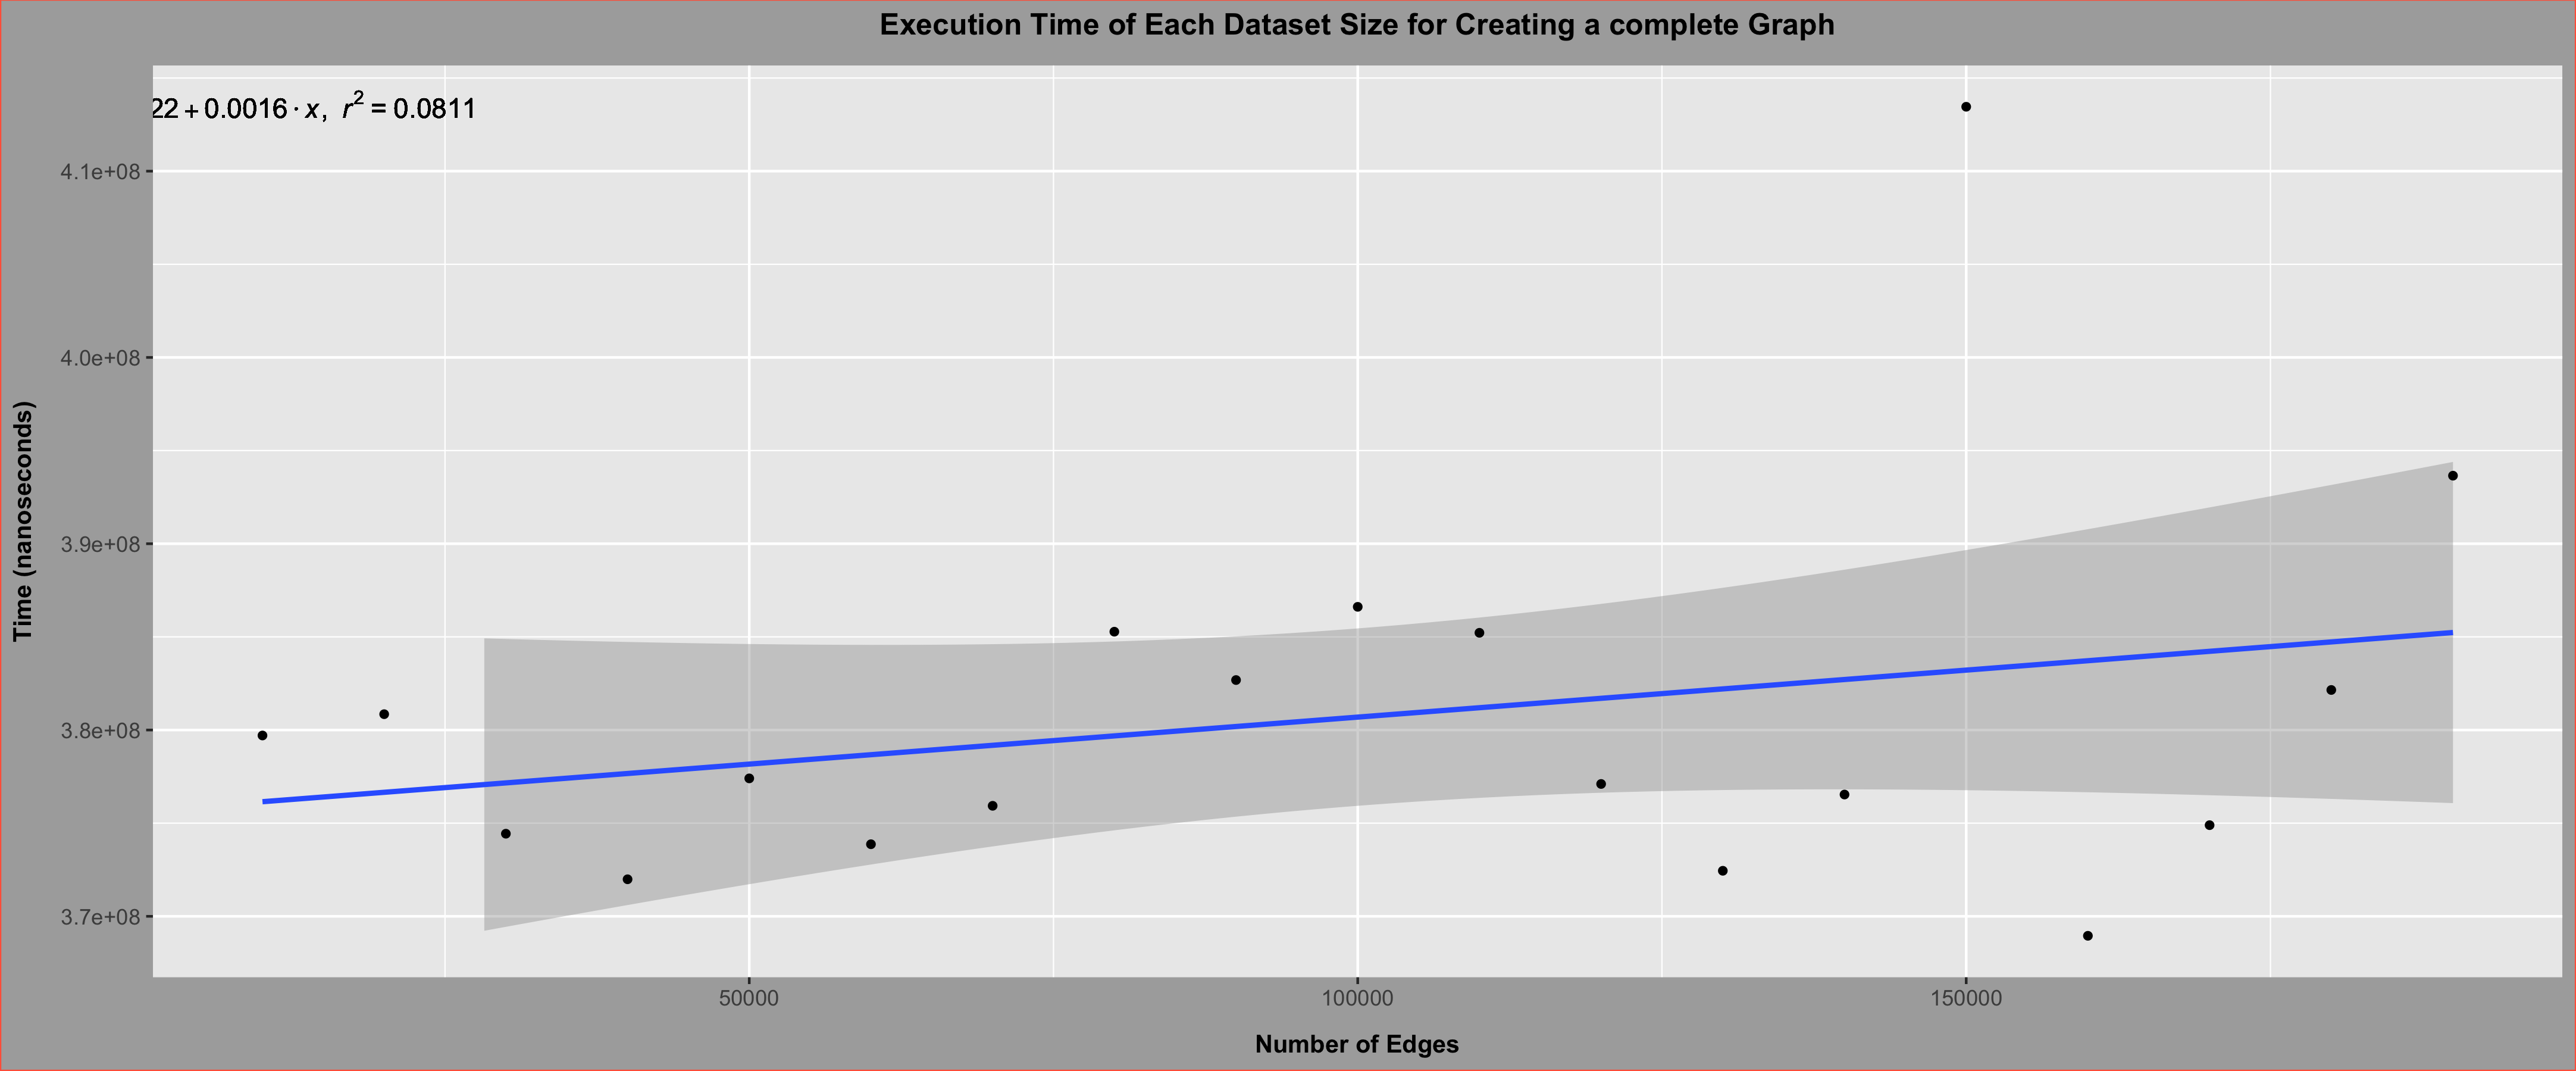 Execution Time of Each Dataset Size for Creating a complete Graph
22 + 0.0016 · x, r² = 0.0811
4.1e+08
4.0e+08
3.9e+08
3.8e+08
3.7e+08
Time (nanoseconds)
50000 100000 150000
Number of Edges